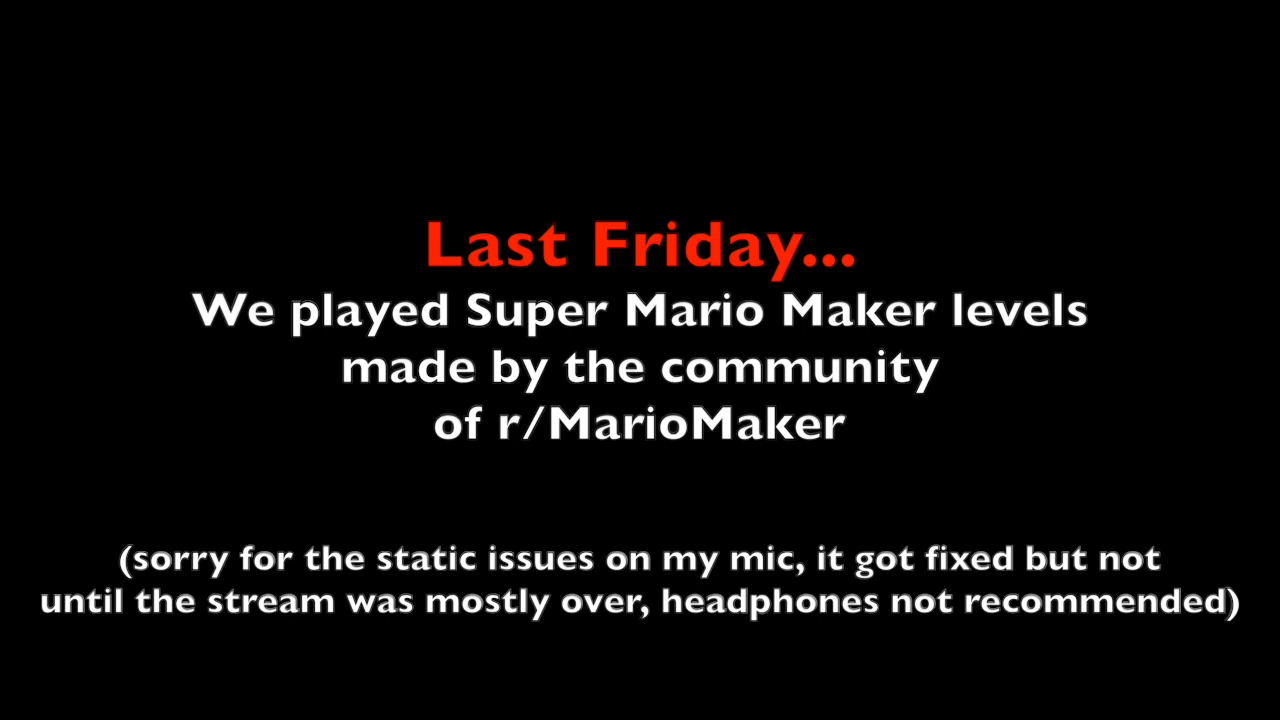 Last Friday...
We played Super Mario Maker levels
made by the community
of r/MarioMaker
(sorry for the static issues on my mic, it got fixed but not
until the stream was mostly over, headphones not recommended)